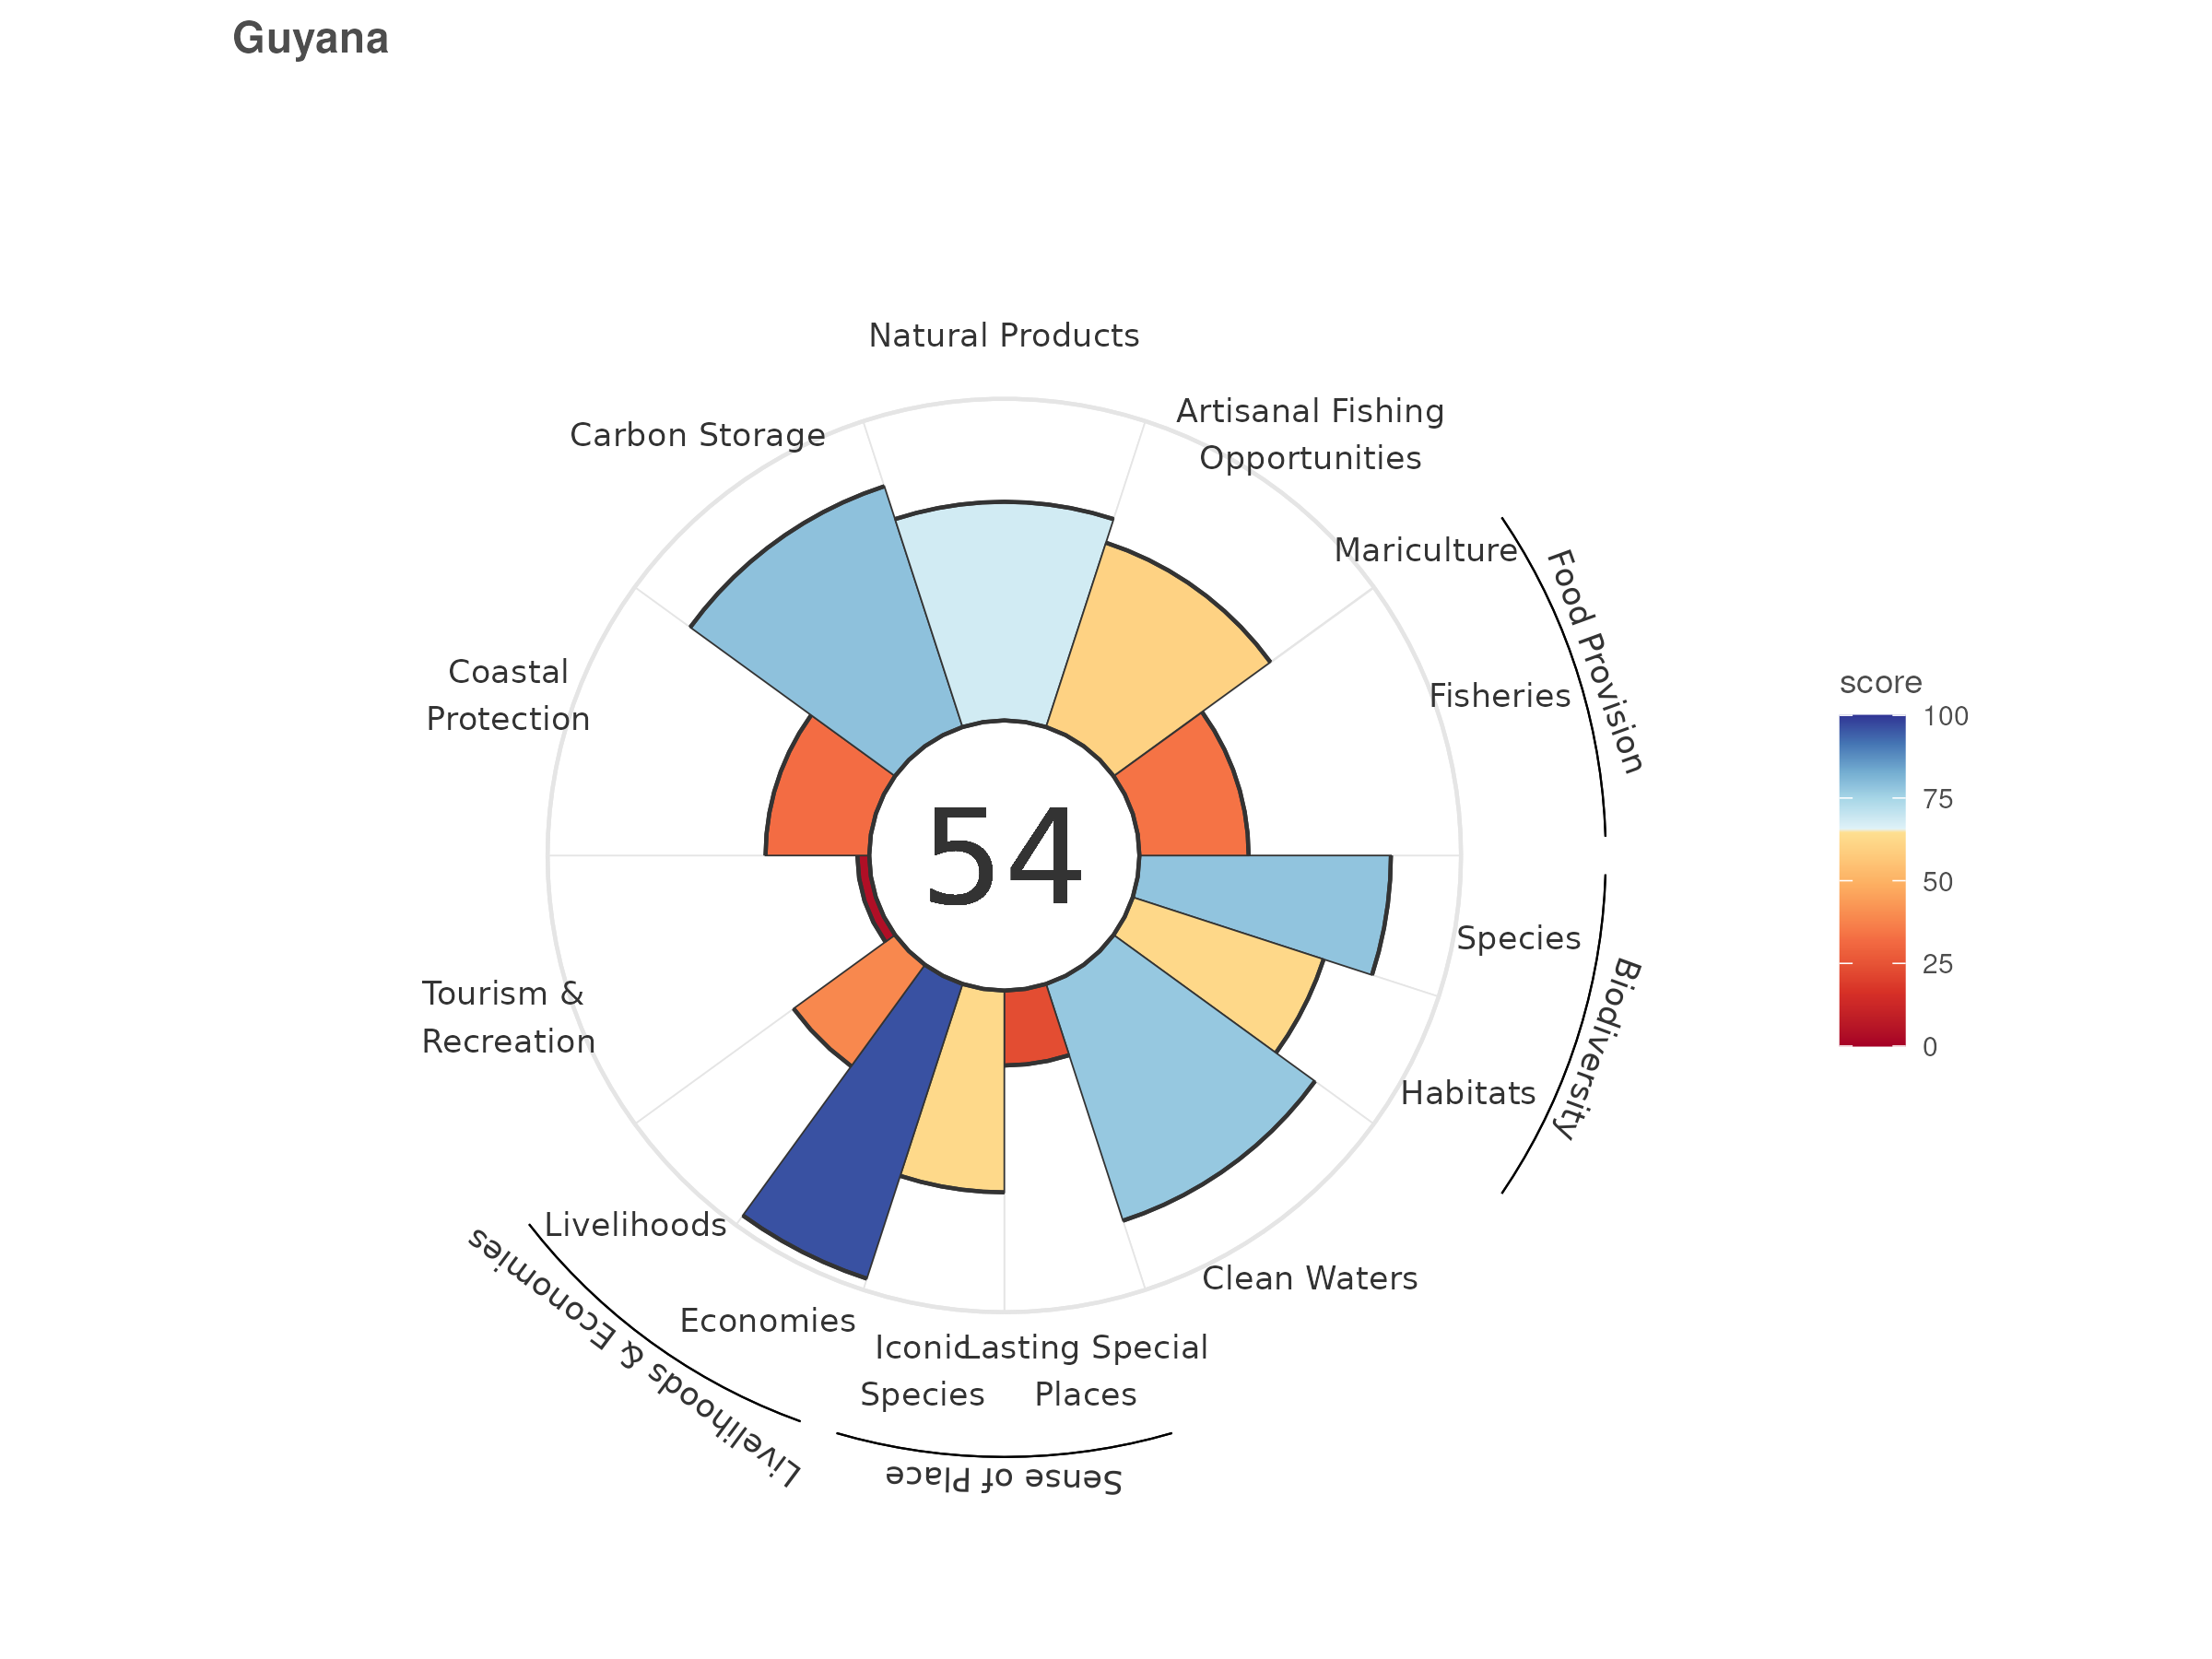 Guyana
Natural Products
Artisanal Fishing
Opportunities
Carbon Storage
Mariculture
Food Provision
Fisheries
Coastal
Protection
54
score
100
75
50
25
0
Species
Biodiversity
Habitats
Tourism &
Recreation
Livelihoods
Clean Waters
Economies
Livelihoods & Economies
Iconic
Species
Lasting Special
Places
Sense of Place